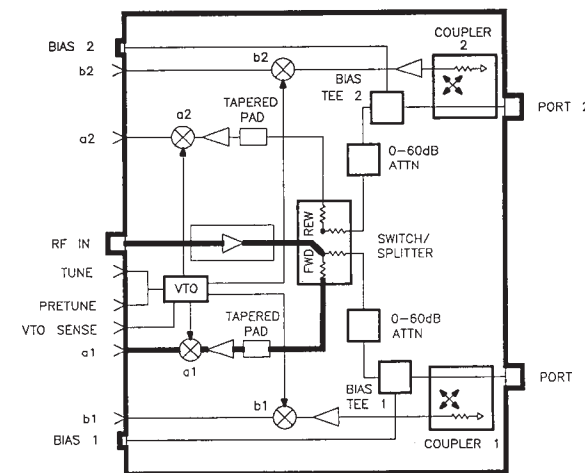 BIAS 2
b2
b2
COUPLER
2
BIAS
TEE 2
PORT
a2
a2
TAPERED
PAD
0-60dB
ATTN
RF IN
REW
FWD
SWITCH/
SPLITTER
TUNE
VTO
PRETUNE
VTO SENSE
TAPERED
PAD
0-60dB
ATTN
a1
a1
PORT
BIAS
TEE 1
b1
b1
BIAS 1
COUPLER 1